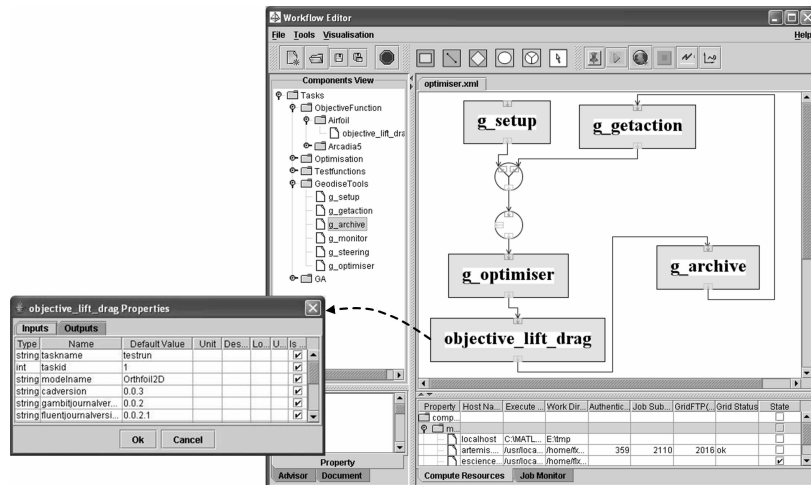 Workflow Editor
File Tools Visualisation Help
Components View
Tasks
ObjectiveFunction
Airfoil
objective_lift_dra
Arcadia5
Optimisation
Testfunctions
GeodiseTools
g_setup
g_getaction
g_archive
g_monitor
g_steering
g_optimiser
GA
optimiser.xml
g_setup
g_getaction
g_optimiser
g_archive
objective_lift_drag
objective_lift_drag Properties
Inputs Outputs
Type Name Default Value Unit Des... Lo... U... Is ...
string taskname testrun
int taskid 1
string modelname Orthfoil2D
string cadversion 0.0.3
string gambitjournalver... 0.0.2
string fluentjournalversi... 0.0.2.1
Ok Cancel
Property
Advisor Document
Property Host Na... Execute ... Work Dir... Authentic... Job Sub... GridFTP(... Grid Status State
comp...
m...
localhost C:\MATL... E:\tmp
artemis.... /usr/loca... /home/fx... 359 2110 2016 ok
escience... /usr/loca... /home/flx...
Compute Resources Job Monitor